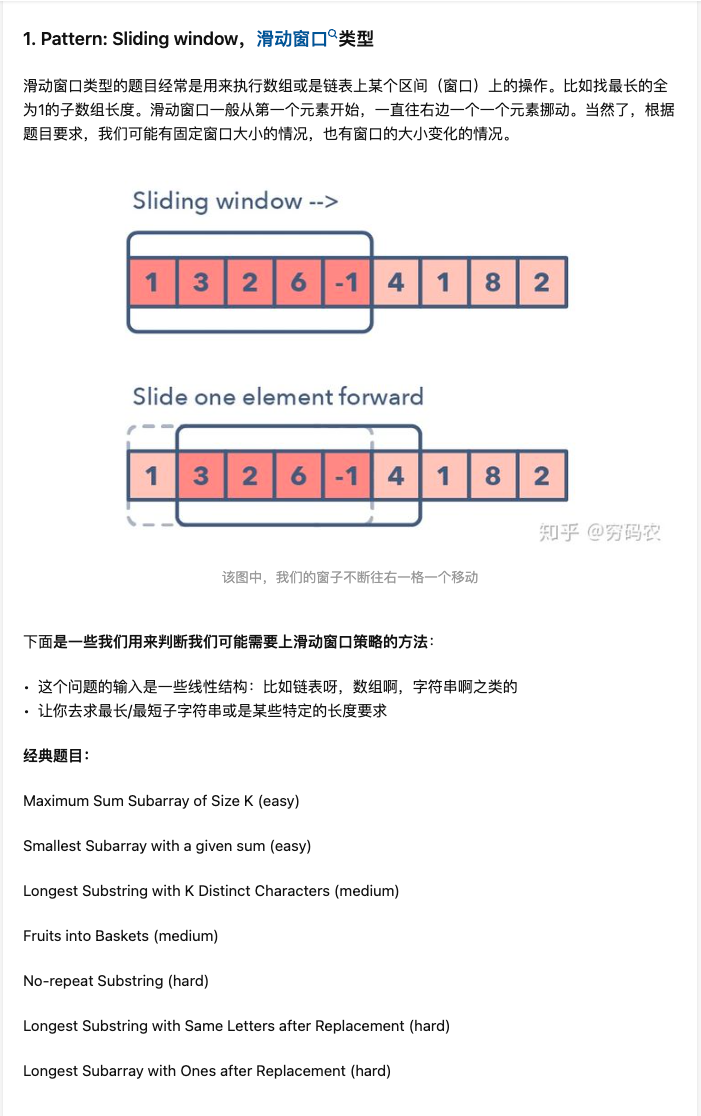 1. Pattern: Sliding window，滑动窗口类型
滑动窗口类型的题目经常是用来执行数组或是链表上某个区间（窗口）上的操作。比如找最长的全
为1的子数组长度。滑动窗口一般从第一个元素开始，一直往右边一个一个元素挪动。当然了，根据
题目要求，我们可能有固定窗口大小的情况，也有窗口的大小变化的情况。
Sliding window -->
1 3 2 6 -1 4 1 8 2
Slide one element forward
1 3 2 6 -1 4 1 8 2
知乎 @穷码农
该图中，我们的窗子不断往右一格一个移动
下面是一些我们用来判断我们可能需要上滑动窗口策略的方法：
· 这个问题的输入是一些线性结构：比如链表呀，数组啊，字符串啊之类的
· 让你去求最长/最短子字符串或是某些特定的长度要求
经典题目：
Maximum Sum Subarray of Size K (easy)
Smallest Subarray with a given sum (easy)
Longest Substring with K Distinct Characters (medium)
Fruits into Baskets (medium)
No-repeat Substring (hard)
Longest Substring with Same Letters after Replacement (hard)
Longest Subarray with Ones after Replacement (hard)